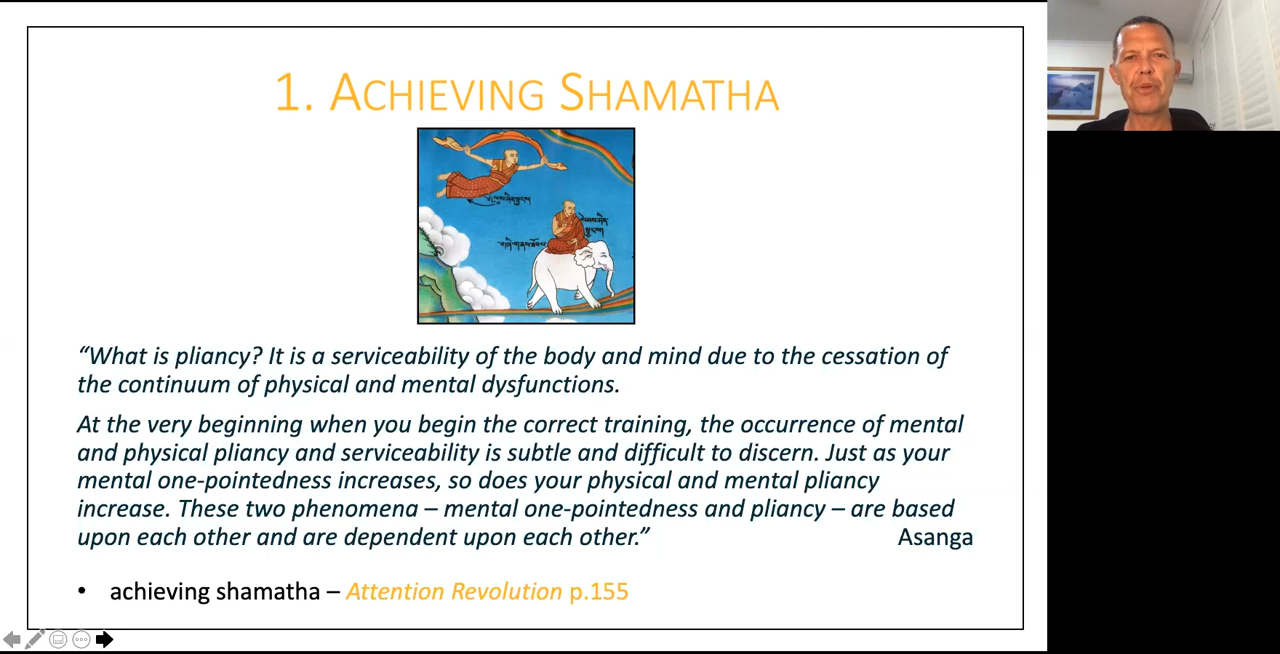 1. ACHIEVING SHAMATHA
“What is pliancy? It is a serviceability of the body and mind due to the cessation of
the continuum of physical and mental dysfunctions.
At the very beginning when you begin the correct training, the occurrence of mental
and physical pliancy and serviceability is subtle and difficult to discern. Just as your
mental one-pointedness increases, so does your physical and mental pliancy
increase. These two phenomena – mental one-pointedness and pliancy – are based
upon each other and are dependent upon each other.” Asanga
• achieving shamatha – Attention Revolution p.155